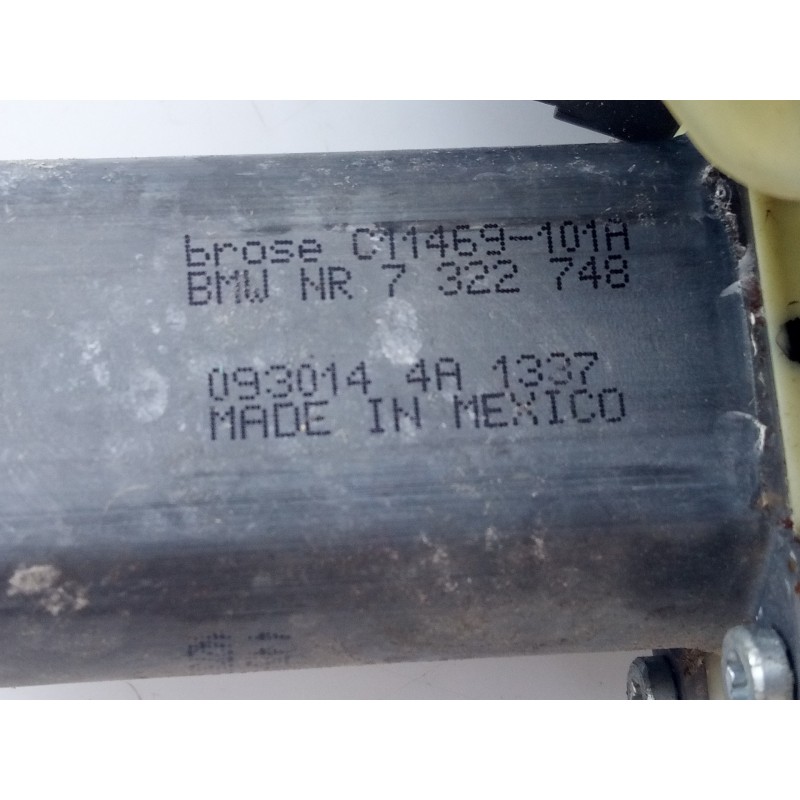 brose C11469-101A
BMW NR 7 322 748
093014 4A 1337
MADE IN MEXICO